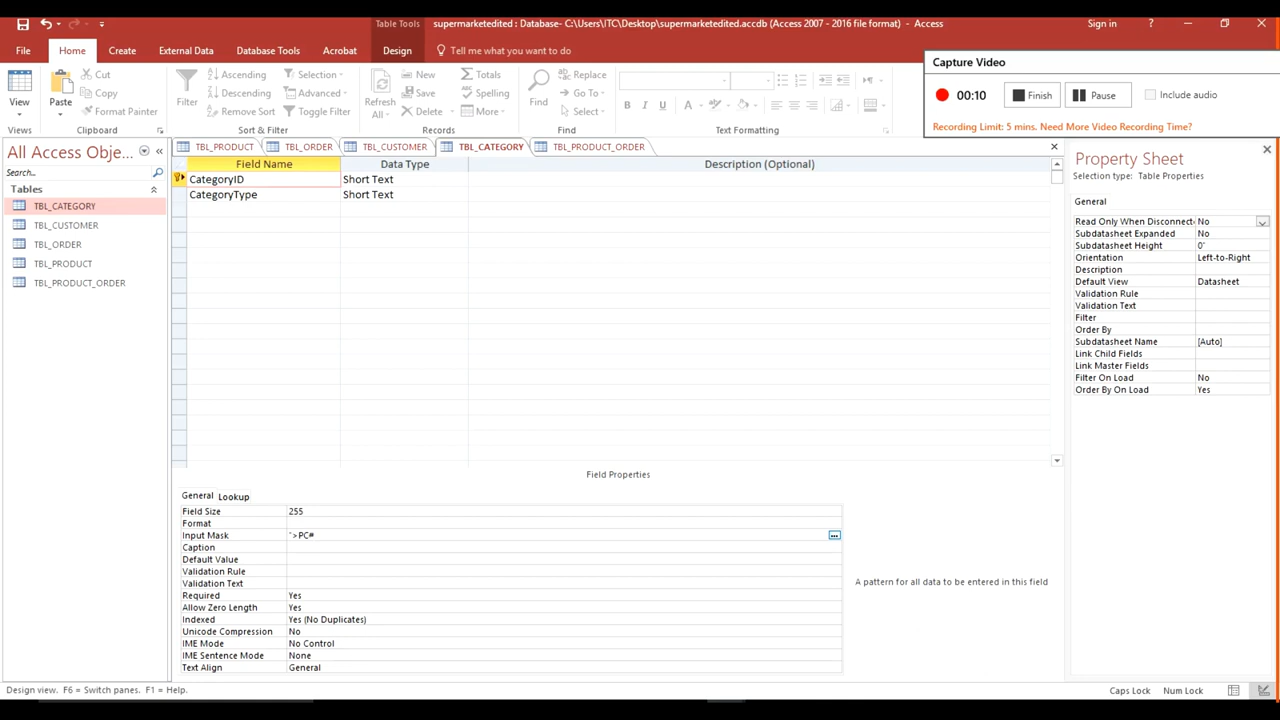 Table Tools
supermarketedited : Database- C:\Users\ITC\Desktop\supermarketedited.accdb (Access 2007 - 2016 file format) - Access
Sign in
?
File
Home
Create
External Data
Database Tools
Acrobat
Design
Tell me what you want to do
Capture Video
00:10
Finish
Pause
Include audio
Recording Limit: 5 mins. Need More Video Recording Time?
View
Views
Paste
Cut
Copy
Format Painter
Clipboard
Filter
Ascending
Descending
Remove Sort
Selection
Advanced
Toggle Filter
Sort & Filter
Refresh
All
New
Save
Delete
Totals
Spelling
More
Records
Find
Replace
Go To
Select
Find
B
I
U
A
Text Formatting
All Access Obje...
Search...
Tables
TBL_CATEGORY
TBL_CUSTOMER
TBL_ORDER
TBL_PRODUCT
TBL_PRODUCT_ORDER
TBL_PRODUCT
TBL_ORDER
TBL_CUSTOMER
TBL_CATEGORY
TBL_PRODUCT_ORDER
Field Name Data Type Description (Optional)
CategoryID Short Text
CategoryType Short Text
Field Properties
General Lookup
Field Size 255
Format
Input Mask ">PC#
Caption
Default Value
Validation Rule
Validation Text
Required Yes
Allow Zero Length Yes
Indexed Yes (No Duplicates)
Unicode Compression No
IME Mode No Control
IME Sentence Mode None
Text Align General
A pattern for all data to be entered in this field
Property Sheet
Selection type: Table Properties
General
Read Only When Disconnect No
Subdatasheet Expanded No
Subdatasheet Height 0"
Orientation Left-to-Right
Description
Default View Datasheet
Validation Rule
Validation Text
Filter
Order By
Subdatasheet Name [Auto]
Link Child Fields
Link Master Fields
Filter On Load No
Order By On Load Yes
Design view. F6 = Switch panes. F1 = Help.
Caps Lock Num Lock